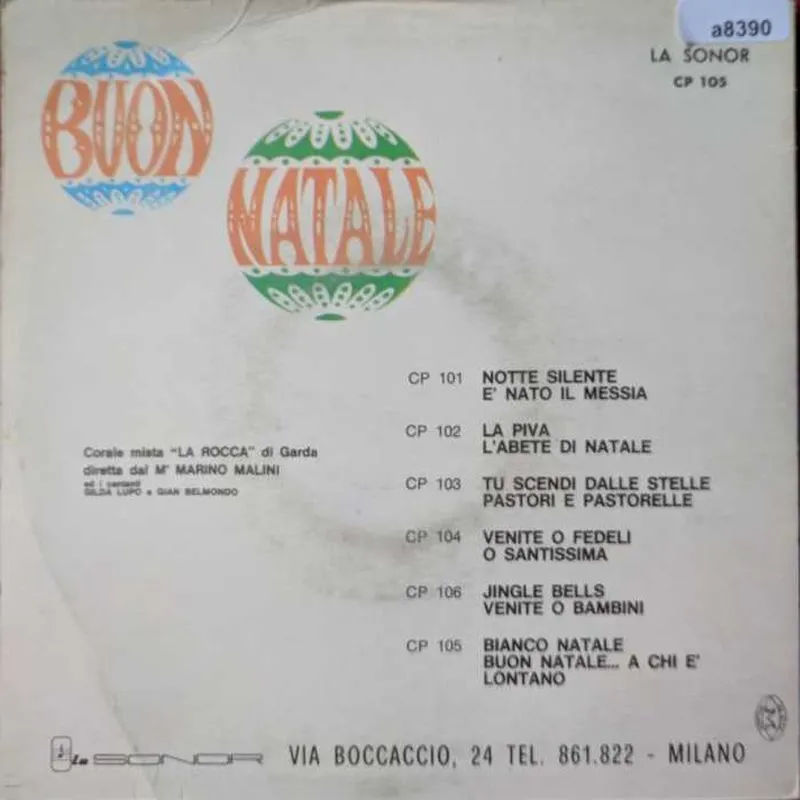 a8390
LA SONOR
CP 105
BUON
NATALE
CP 101 NOTTE SILENTE
E' NATO IL MESSIA
CP 102 LA PIVA
L'ABETE DI NATALE
Corale mista "LA ROCCA" di Garda
diretta dal M° MARINO MALINI
ed i cantanti
GILDA LUPO e GIAN BELMONDO
CP 103 TU SCENDI DALLE STELLE
PASTORI E PASTORELLE
CP 104 VENITE O FEDELI
O SANTISSIMA
CP 106 JINGLE BELLS
VENITE O BAMBINI
CP 105 BIANCO NATALE
BUON NATALE... A CHI E'
LONTANO
La SONOR VIA BOCCACCIO, 24 TEL. 861.822 - MILANO